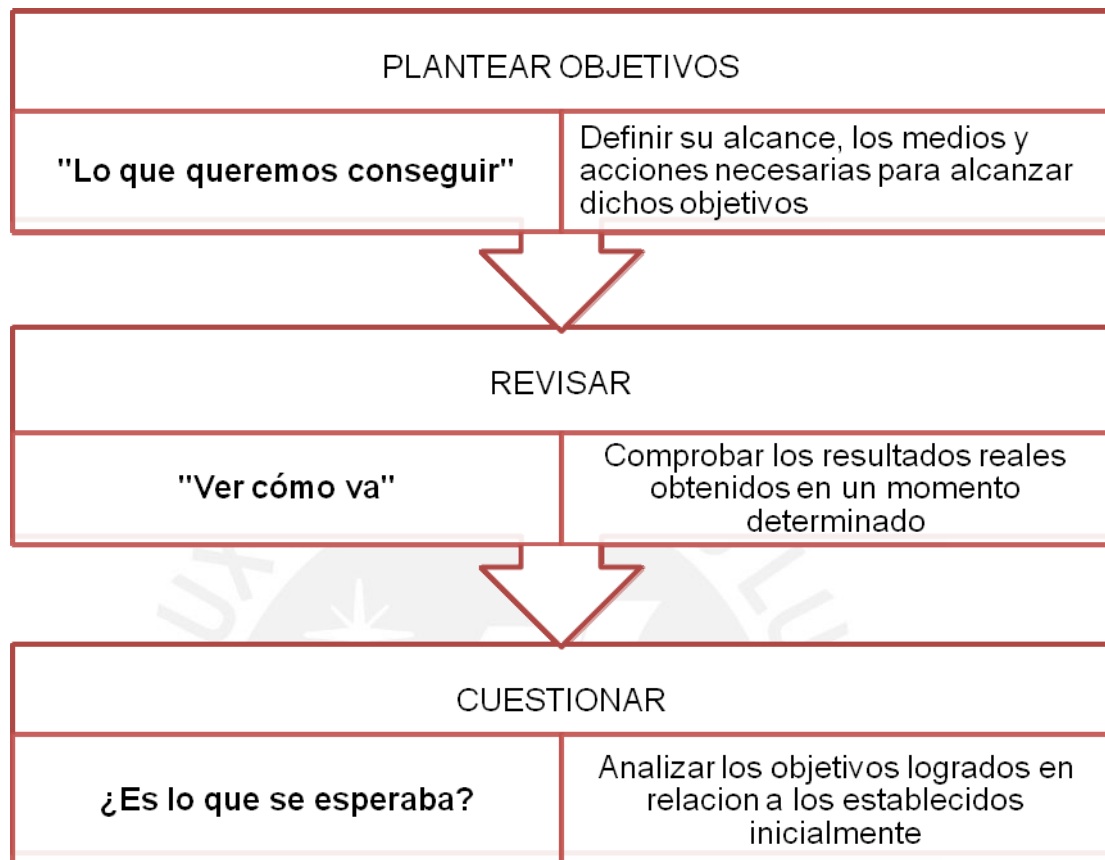 PLANTEAR OBJETIVOS
"Lo que queremos conseguir"
Definir su alcance, los medios y
acciones necesarias para alcanzar
dichos objetivos
REVISAR
"Ver cómo va"
Comprobar los resultados reales
obtenidos en un momento
determinado
UX
LU
CUESTIONAR
¿Es lo que se esperaba?
Analizar los objetivos logrados en
relacion a los establecidos
inicialmente